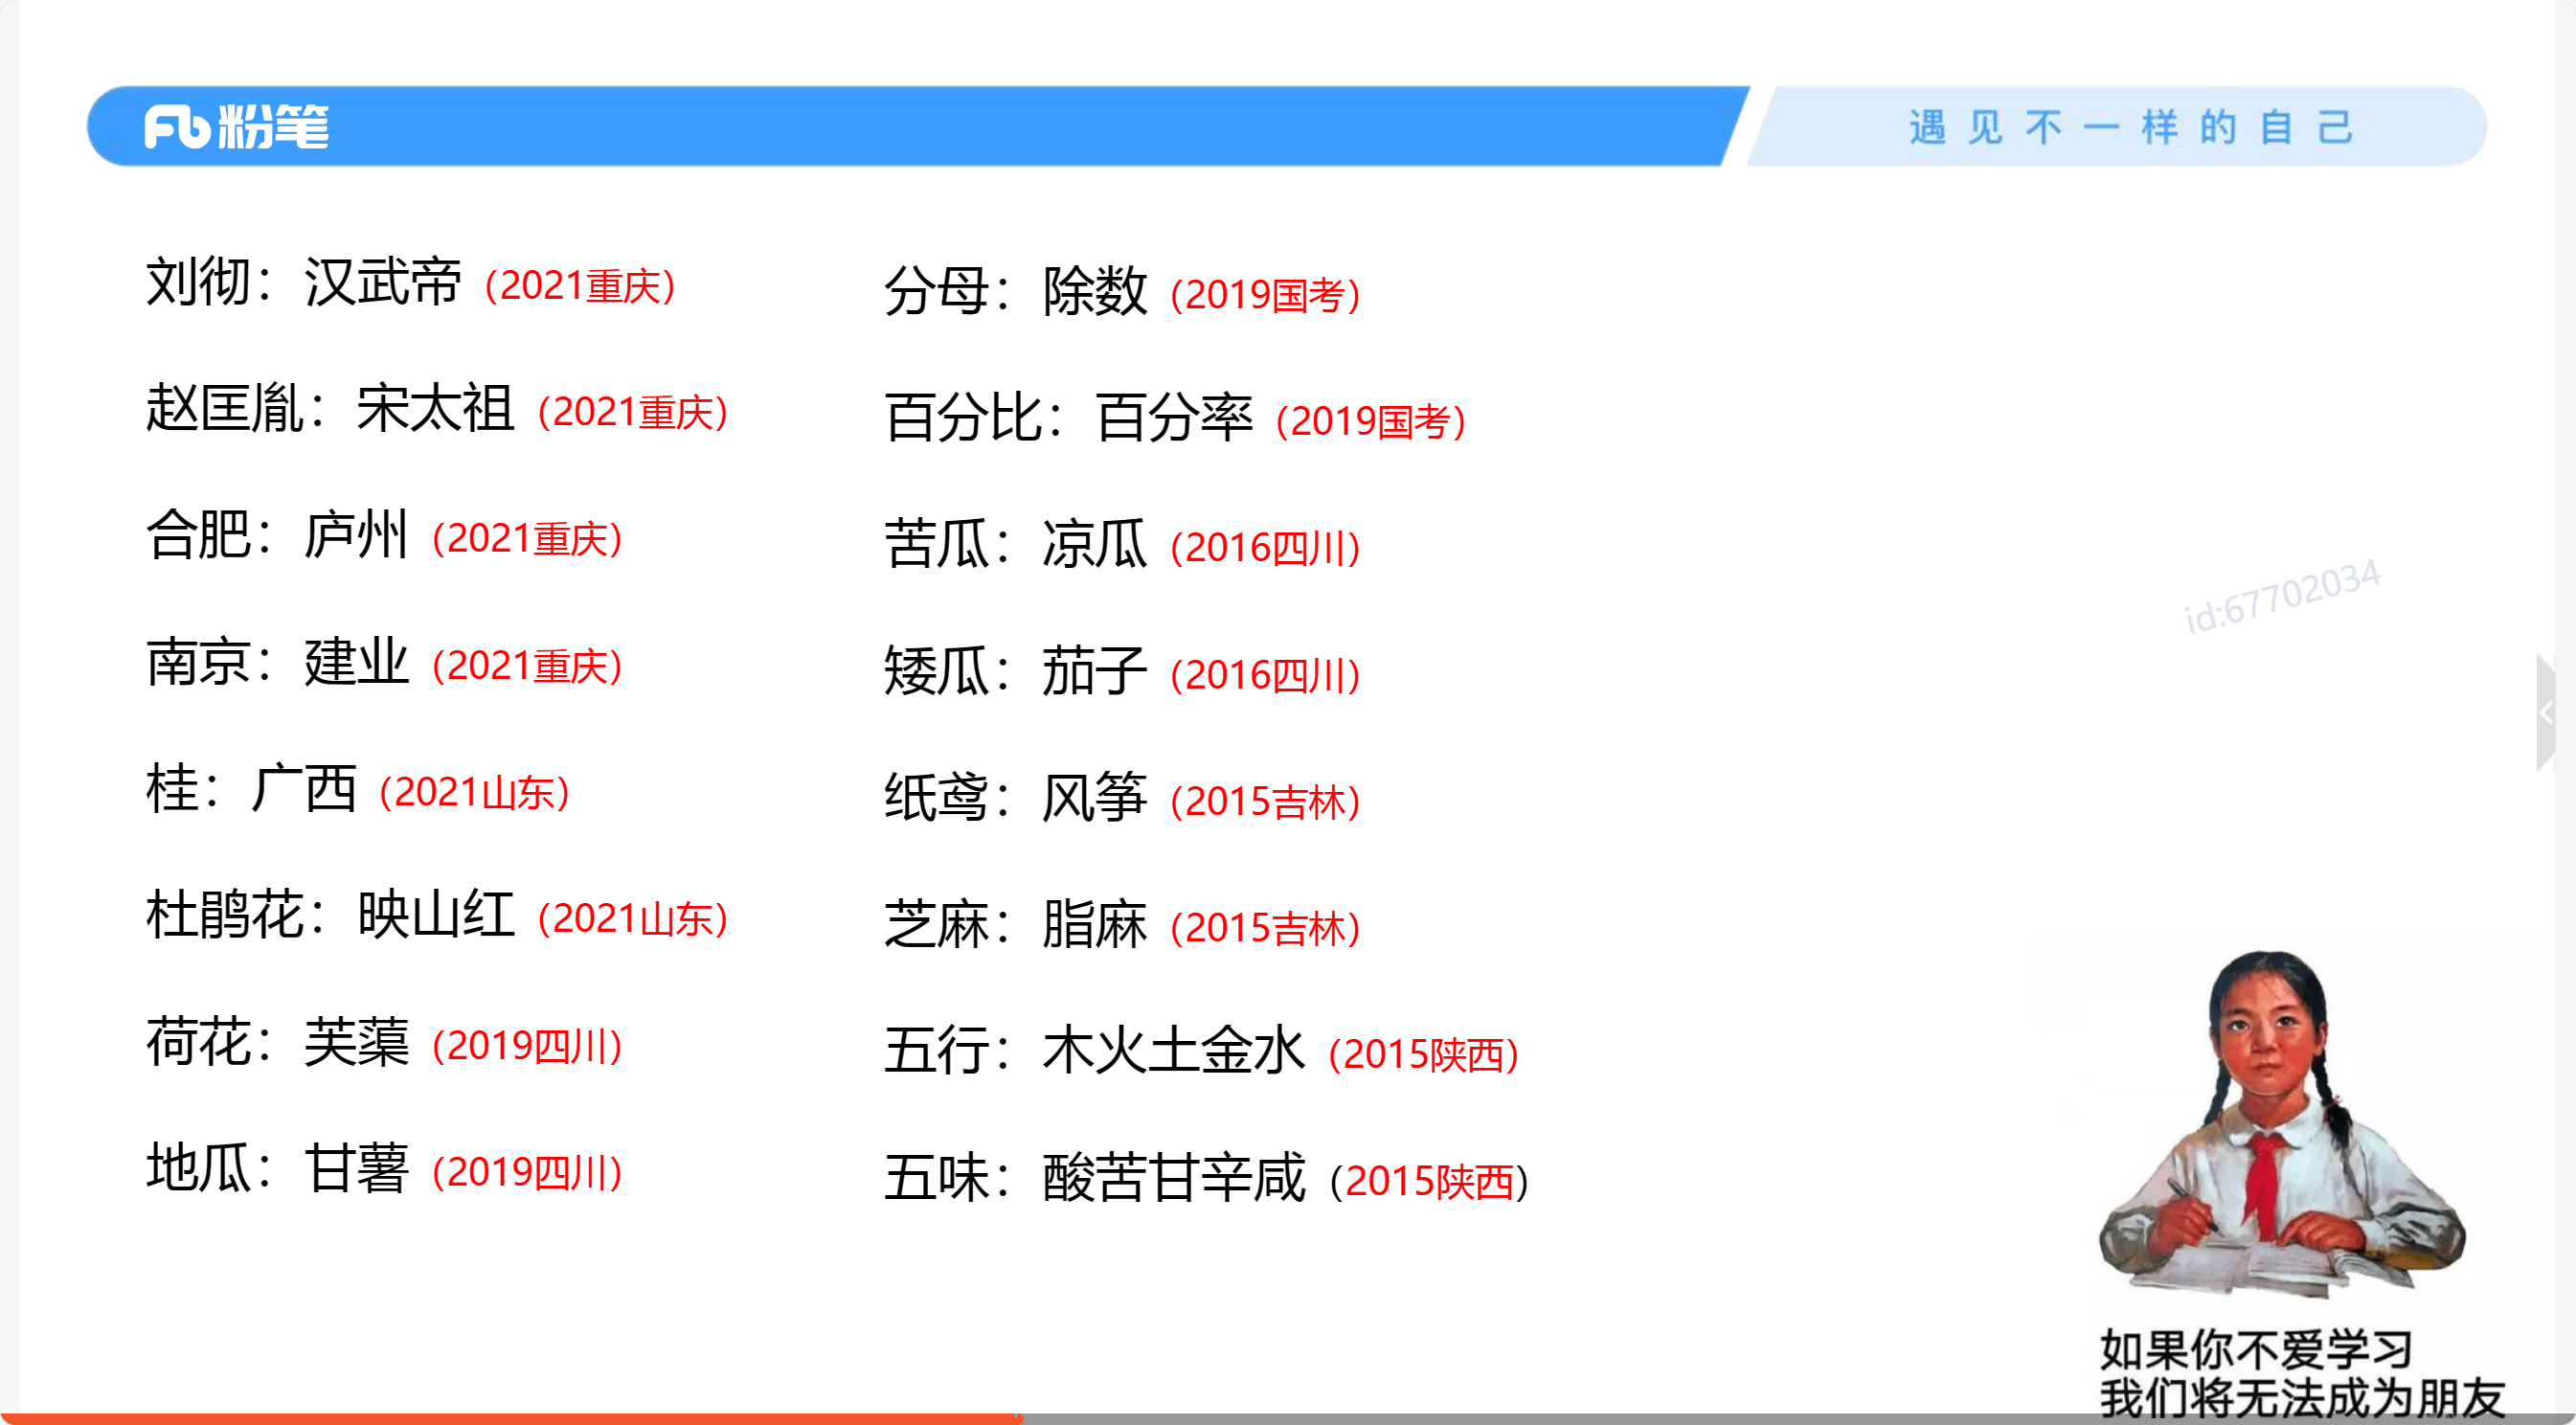 粉笔
遇见不一样的自己
刘彻：汉武帝（2021重庆）
赵匡胤：宋太祖（2021重庆）
合肥：庐州（2021重庆）
南京：建业（2021重庆）
桂：广西（2021山东）
杜鹃花：映山红（2021山东）
荷花：芙蕖（2019四川）
地瓜：甘薯（2019四川）
分母：除数（2019国考）
百分比：百分率（2019国考）
苦瓜：凉瓜（2016四川）
矮瓜：茄子（2016四川）
纸鸢：风筝（2015吉林）
芝麻：脂麻（2015吉林）
五行：木火土金水（2015陕西）
五味：酸苦甘辛咸（2015陕西）
id:67702034
如果你不爱学习
我们将无法成为朋友